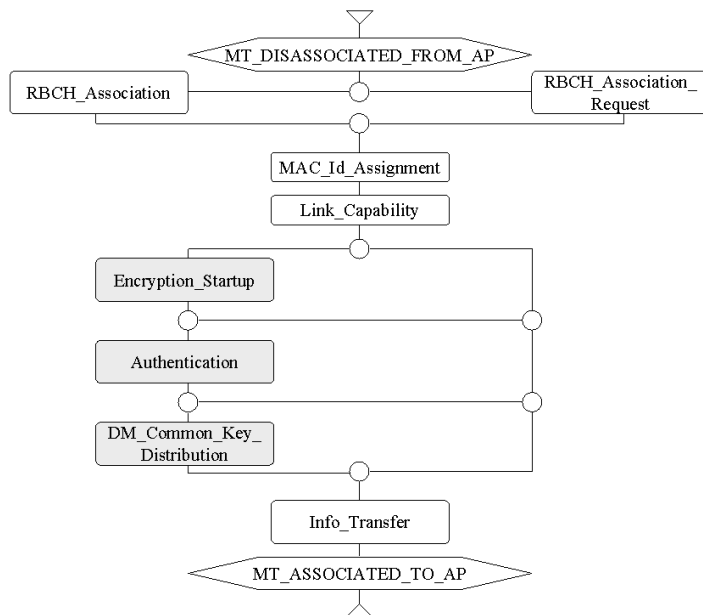 MT_DISASSOCIATED_FROM_AP
RBCH_Association
RBCH_Association_
Request
MAC_Id_Assignment
Link_Capability
Encryption_Startup
Authentication
DM_Common_Key_
Distribution
Info_Transfer
MT_ASSOCIATED_TO_AP